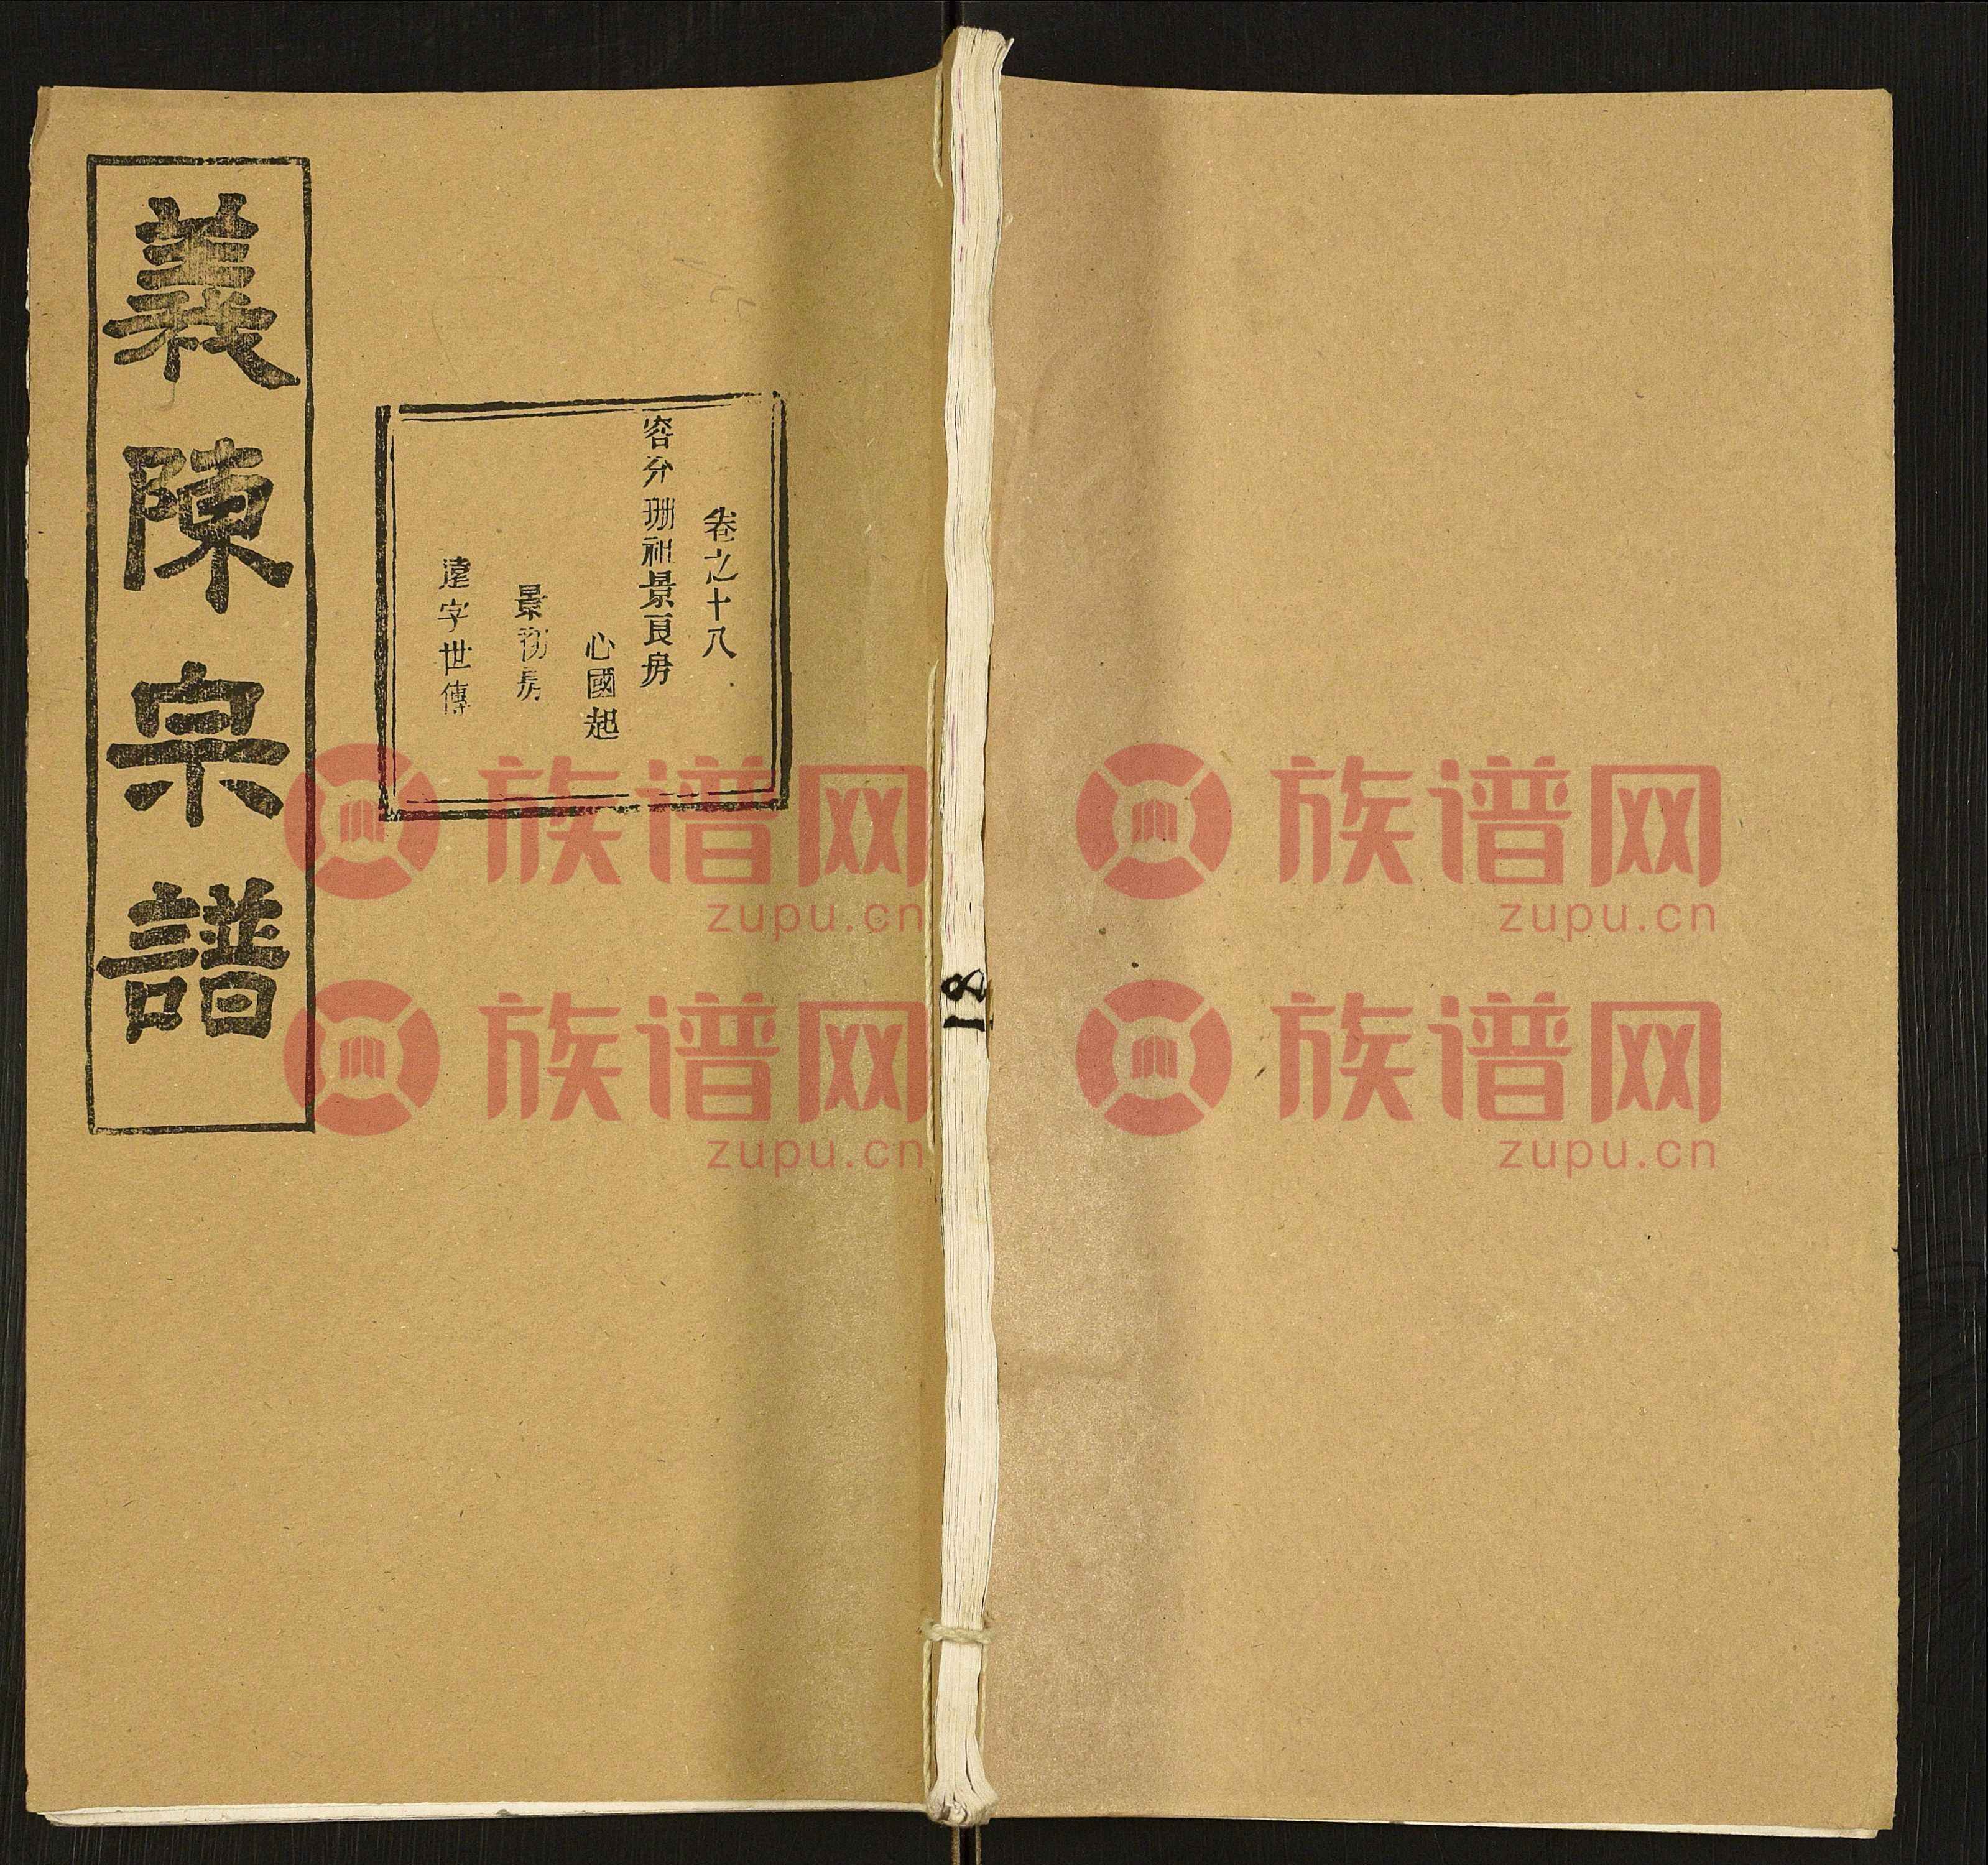 義陳宗譜
卷之十八
容分珊祖景頁房
心國起
景初房
達字世傳
18
族谱网
zupu.cn
族谱网
zupu.cn
族谱网
zupu.cn
族谱网
zupu.cn